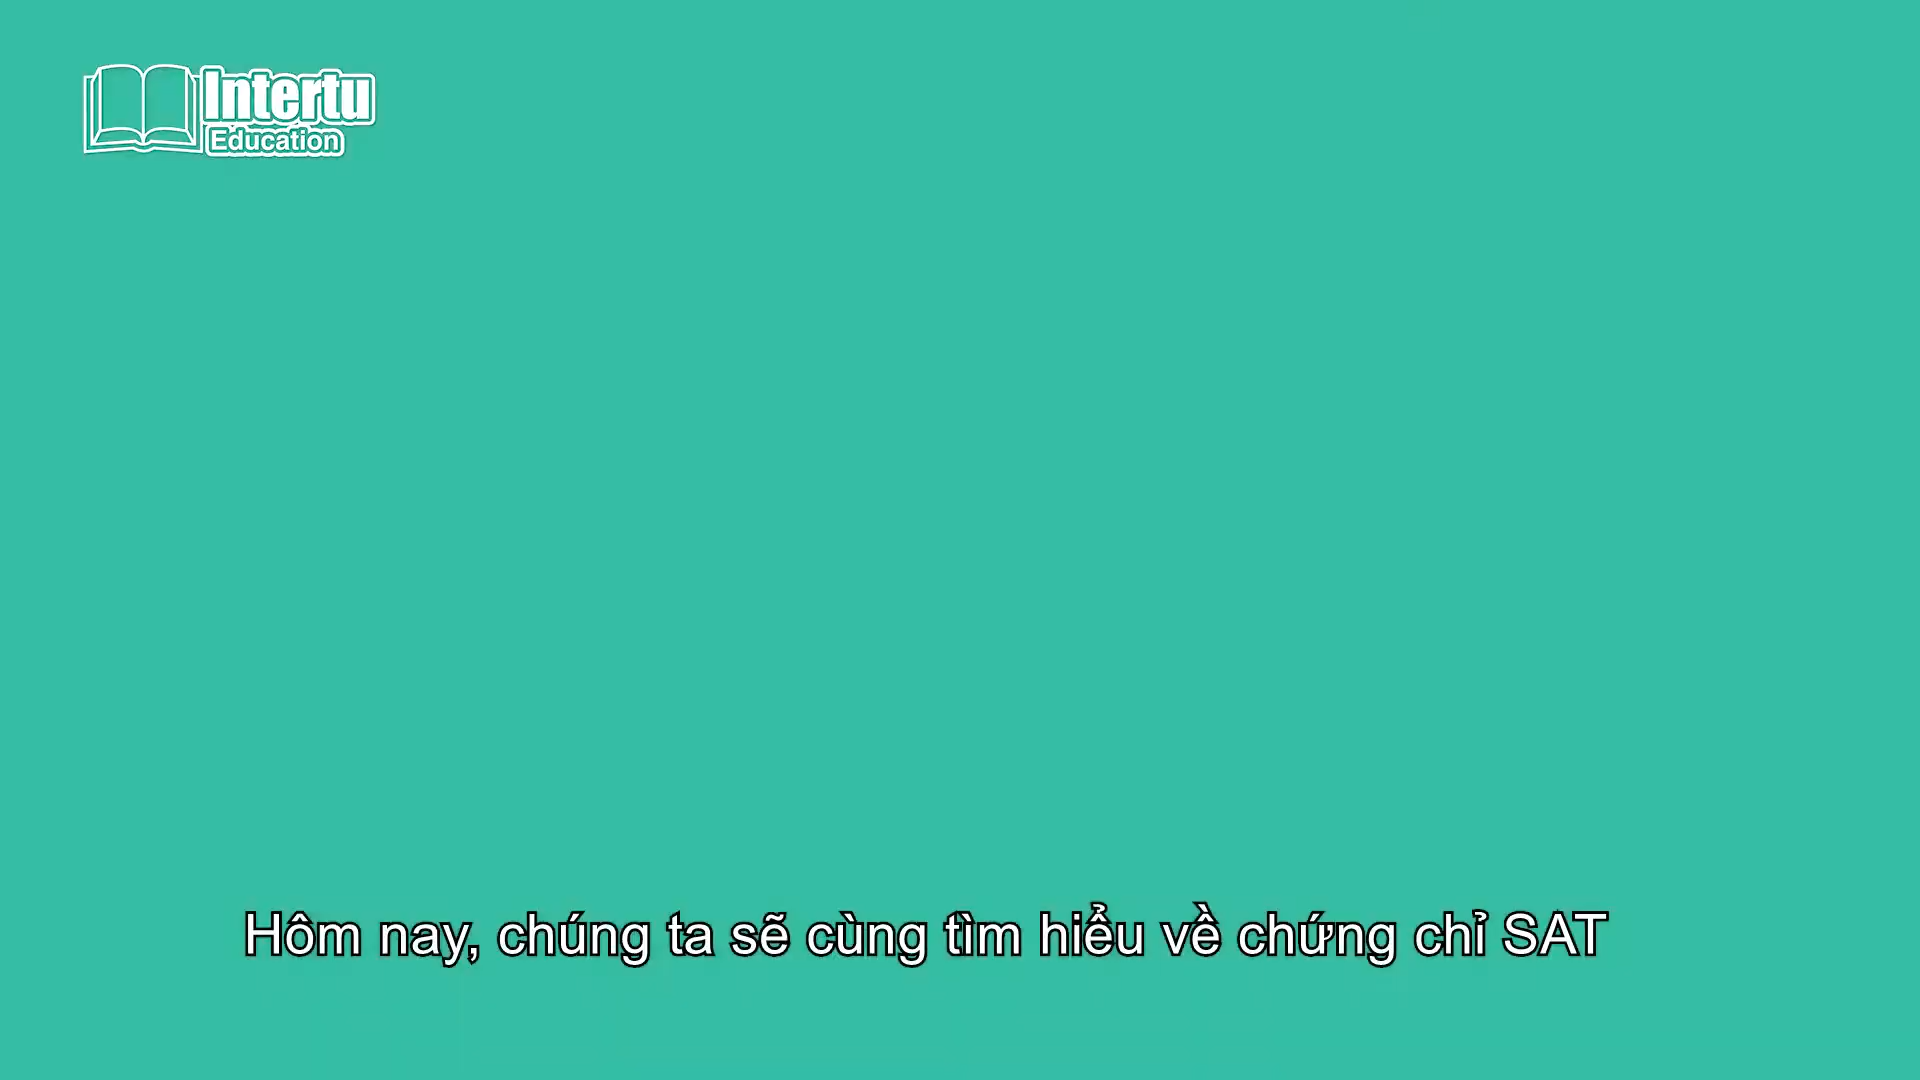 Intertu
Education
Hôm nay, chúng ta sẽ cùng tìm hiểu về chứng chỉ SAT